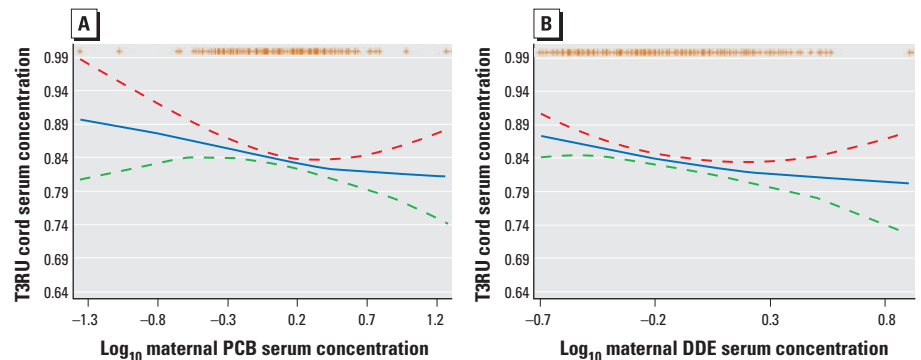 A
T3RU cord serum concentration
0.99
0.94
0.89
0.84
0.79
0.74
0.69
0.64
–1.3 –0.8 –0.3 0.2 0.7 1.2
Log10 maternal PCB serum concentration
B
T3RU cord serum concentration
0.99
0.94
0.89
0.84
0.79
0.74
0.69
0.64
–0.7 –0.2 0.3 0.8
Log10 maternal DDE serum concentration